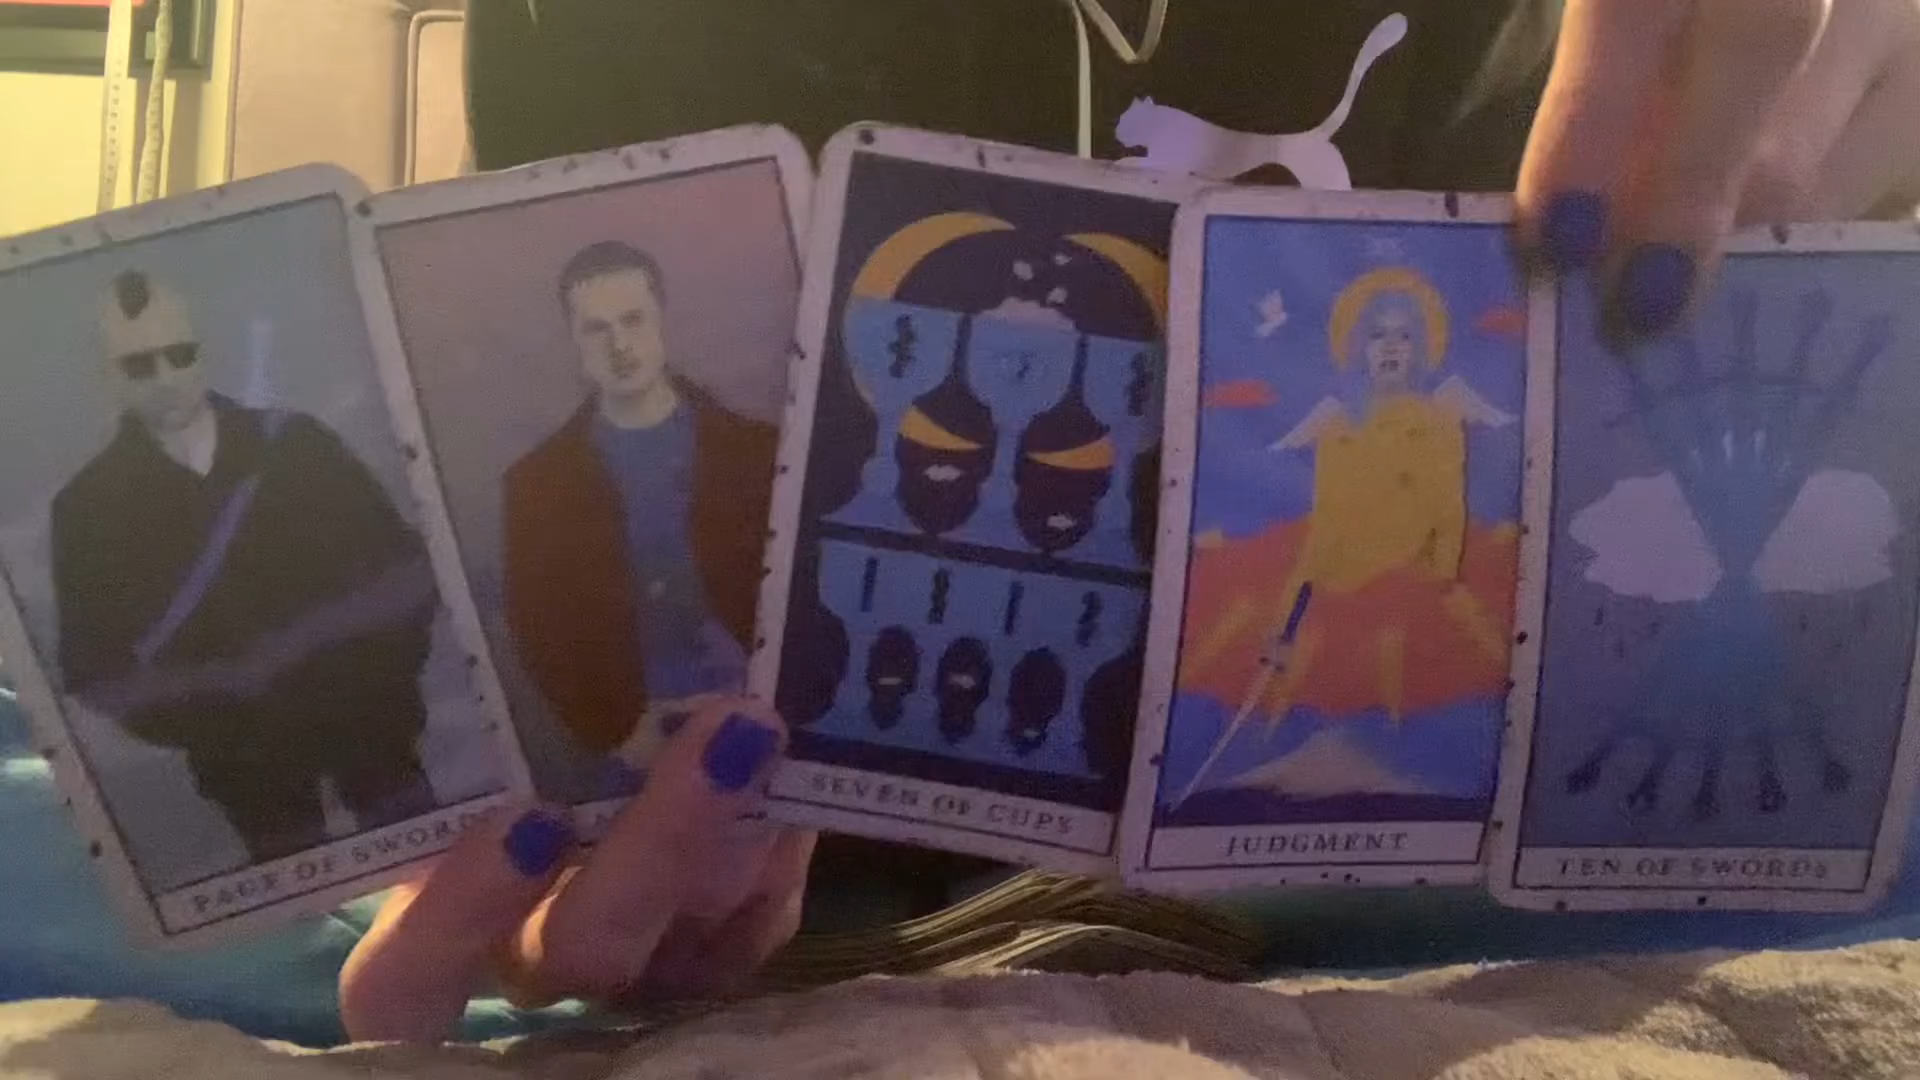 PAGE OF SWORDS
SEVEN OF CUPS
JUDGMENT
TEN OF SWORDS